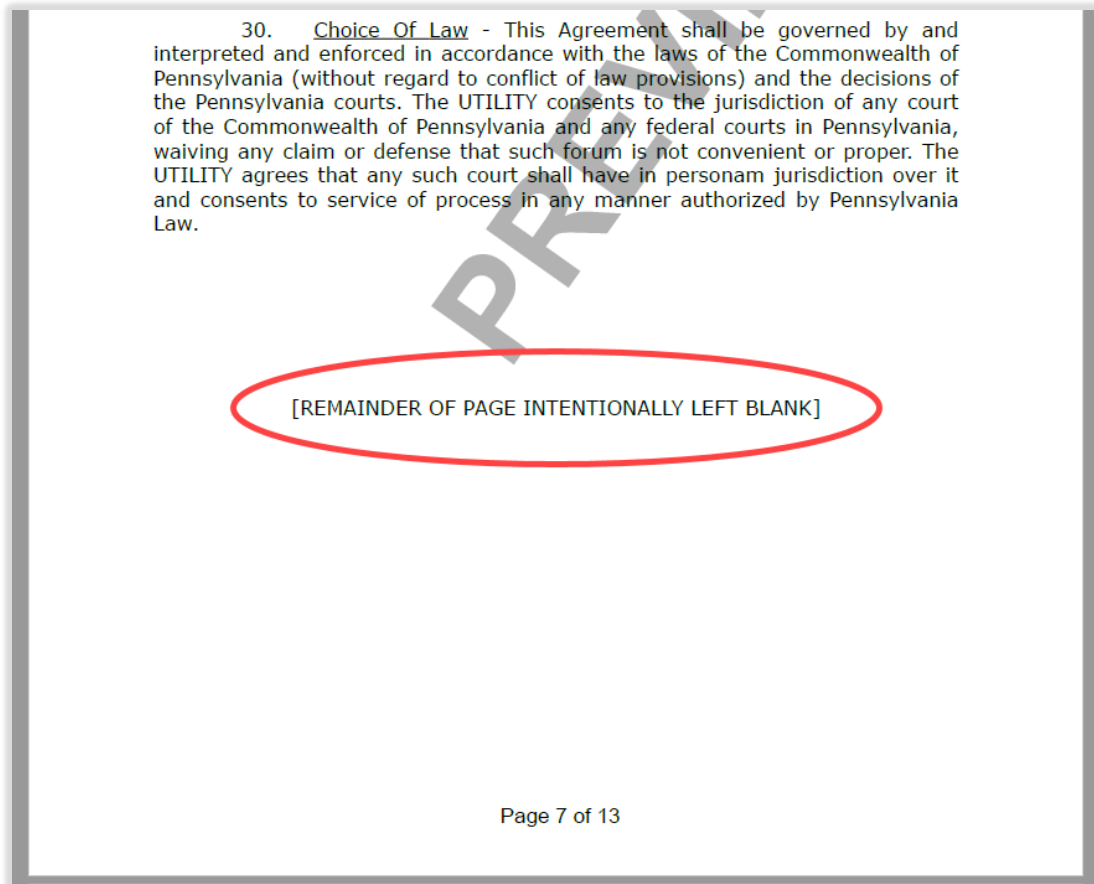 30. Choice Of Law - This Agreement shall be governed by and
interpreted and enforced in accordance with the laws of the Commonwealth of
Pennsylvania (without regard to conflict of law provisions) and the decisions of
the Pennsylvania courts. The UTILITY consents to the jurisdiction of any court
of the Commonwealth of Pennsylvania and any federal courts in Pennsylvania,
waiving any claim or defense that such forum is not convenient or proper. The
UTILITY agrees that any such court shall have in personam jurisdiction over it
and consents to service of process in any manner authorized by Pennsylvania
Law.
PREVI
[REMAINDER OF PAGE INTENTIONALLY LEFT BLANK]
Page 7 of 13